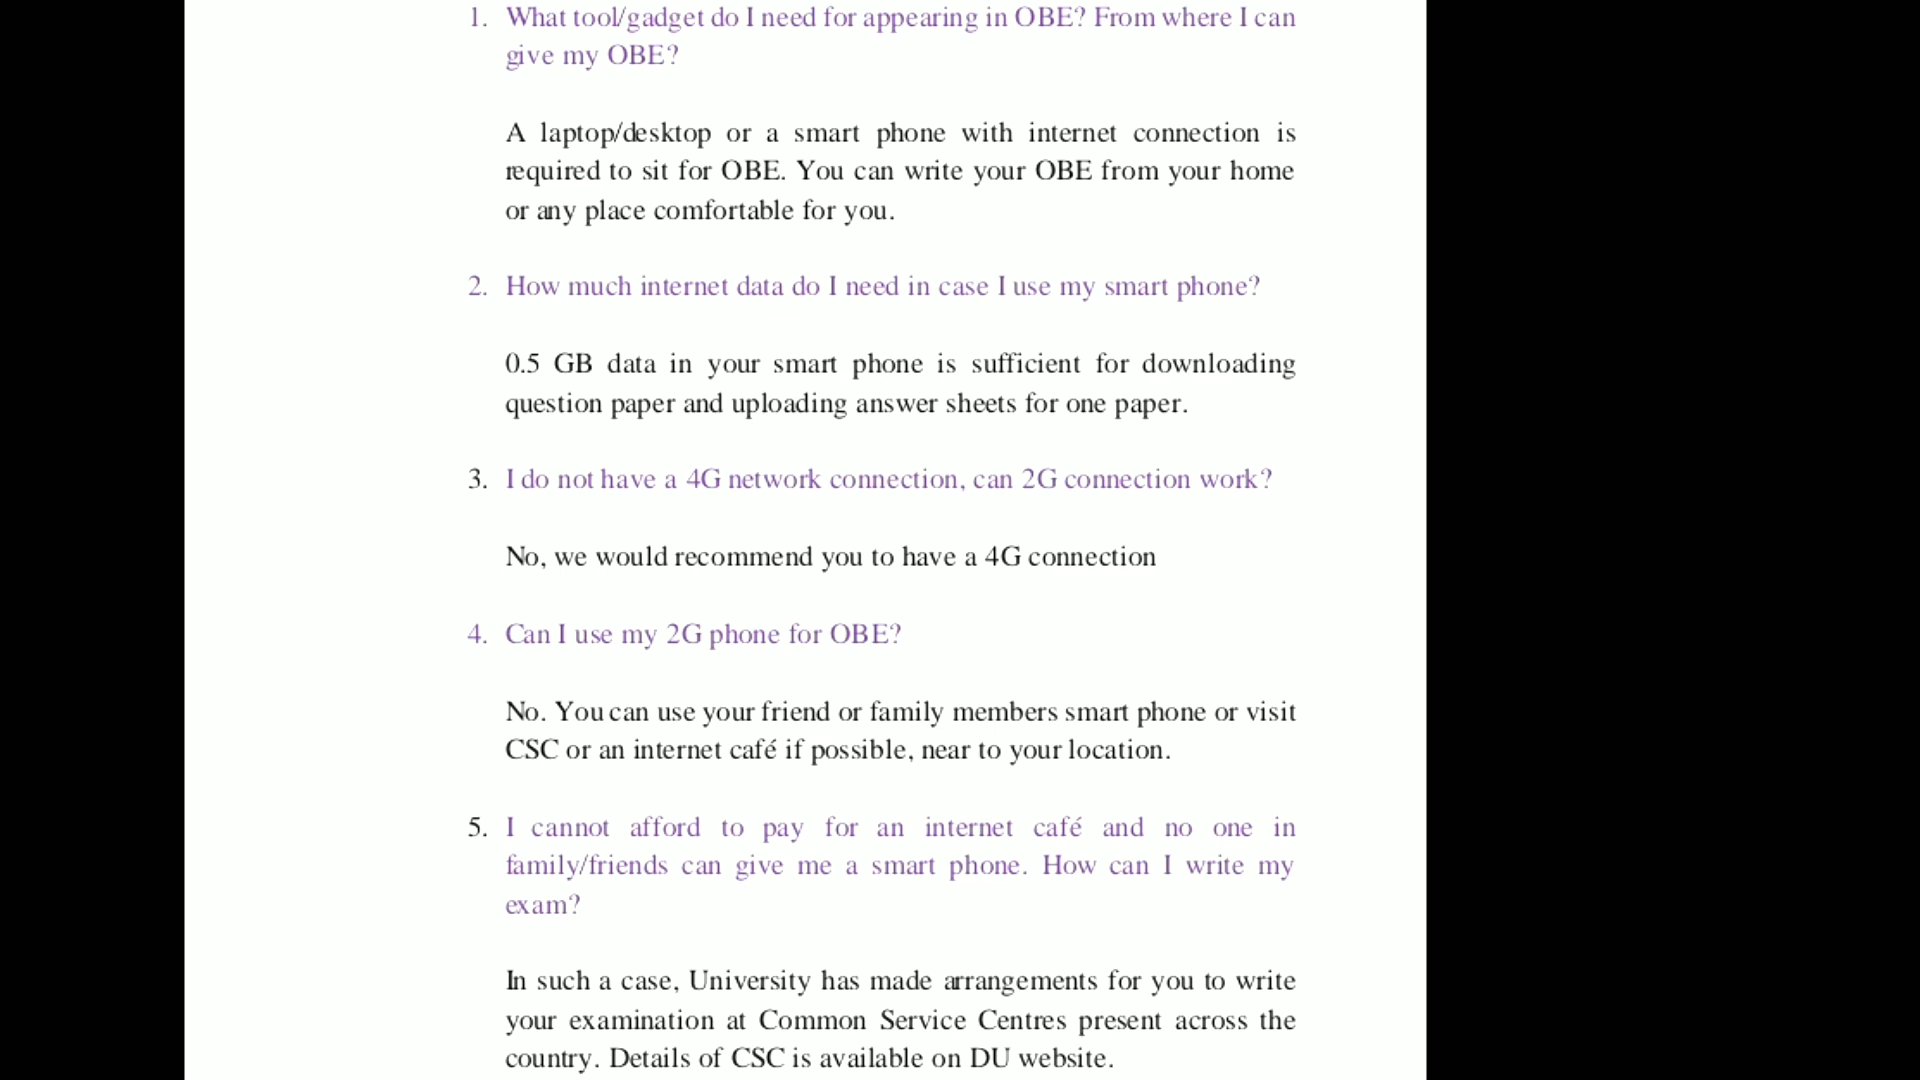 1. What tool/gadget do I need for appearing in OBE? From where I can
give my OBE?
A laptop/desktop or a smart phone with internet connection is
required to sit for OBE. You can write your OBE from your home
or any place comfortable for you.
2. How much internet data do I need in case I use my smart phone?
0.5 GB data in your smart phone is sufficient for downloading
question paper and uploading answer sheets for one paper.
3. I do not have a 4G network connection, can 2G connection work?
No, we would recommend you to have a 4G connection
4. Can I use my 2G phone for OBE?
No. You can use your friend or family members smart phone or visit
CSC or an internet café if possible, near to your location.
5. I cannot afford to pay for an internet café and no one in
family/friends can give me a smart phone. How can I write my
exam?
In such a case, University has made arrangements for you to write
your examination at Common Service Centres present across the
country. Details of CSC is available on DU website.